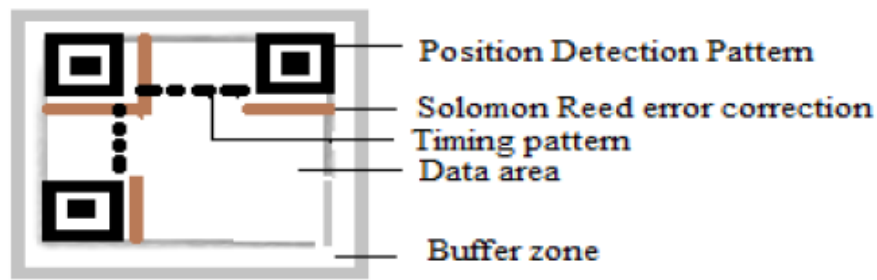 Position Detection Pattern
Solomon Reed error correction
Timing pattern
Data area
Buffer zone